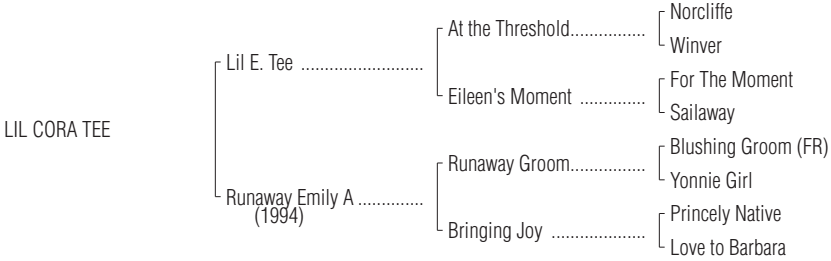 Norcliffe
At the Threshold................
Winver
Lil E. Tee .........................
For The Moment
Eileen's Moment ..............
Sailaway
LIL CORA TEE
Blushing Groom (FR)
Runaway Groom................
Yonnie Girl
Runaway Emily A ..............
(1994)
Princely Native
Bringing Joy ....................
Love to Barbara